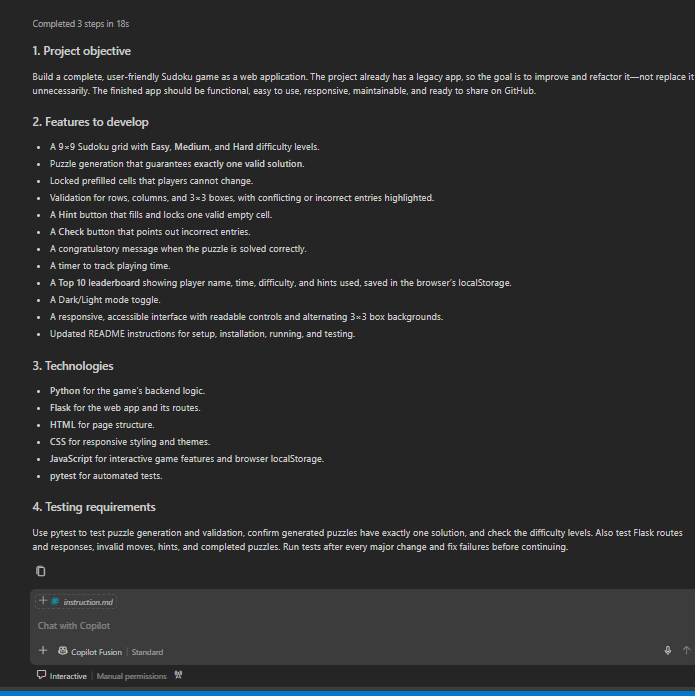 Completed 3 steps in 18s
1. Project objective
Build a complete, user-friendly Sudoku game as a web application. The project already has a legacy app, so the goal is to improve and refactor it—not replace it
unnecessarily. The finished app should be functional, easy to use, responsive, maintainable, and ready to share on GitHub.
2. Features to develop
• A 9×9 Sudoku grid with Easy, Medium, and Hard difficulty levels.
• Puzzle generation that guarantees exactly one valid solution.
• Locked prefilled cells that players cannot change.
• Validation for rows, columns, and 3×3 boxes, with conflicting or incorrect entries highlighted.
• A Hint button that fills and locks one valid empty cell.
• A Check button that points out incorrect entries.
• A congratulatory message when the puzzle is solved correctly.
• A timer to track playing time.
• A Top 10 leaderboard showing player name, time, difficulty, and hints used, saved in the browser's localStorage.
• A Dark/Light mode toggle.
• A responsive, accessible interface with readable controls and alternating 3×3 box backgrounds.
• Updated README instructions for setup, installation, running, and testing.
3. Technologies
• Python for the game's backend logic.
• Flask for the web app and its routes.
• HTML for page structure.
• CSS for responsive styling and themes.
• JavaScript for interactive game features and browser localStorage.
• pytest for automated tests.
4. Testing requirements
Use pytest to test puzzle generation and validation, confirm generated puzzles have exactly one solution, and check the difficulty levels. Also test Flask routes
and responses, invalid moves, hints, and completed puzzles. Run tests after every major change and fix failures before continuing.
instruction.md
Chat with Copilot
Copilot Fusion | Standard
Interactive | Manual permissions